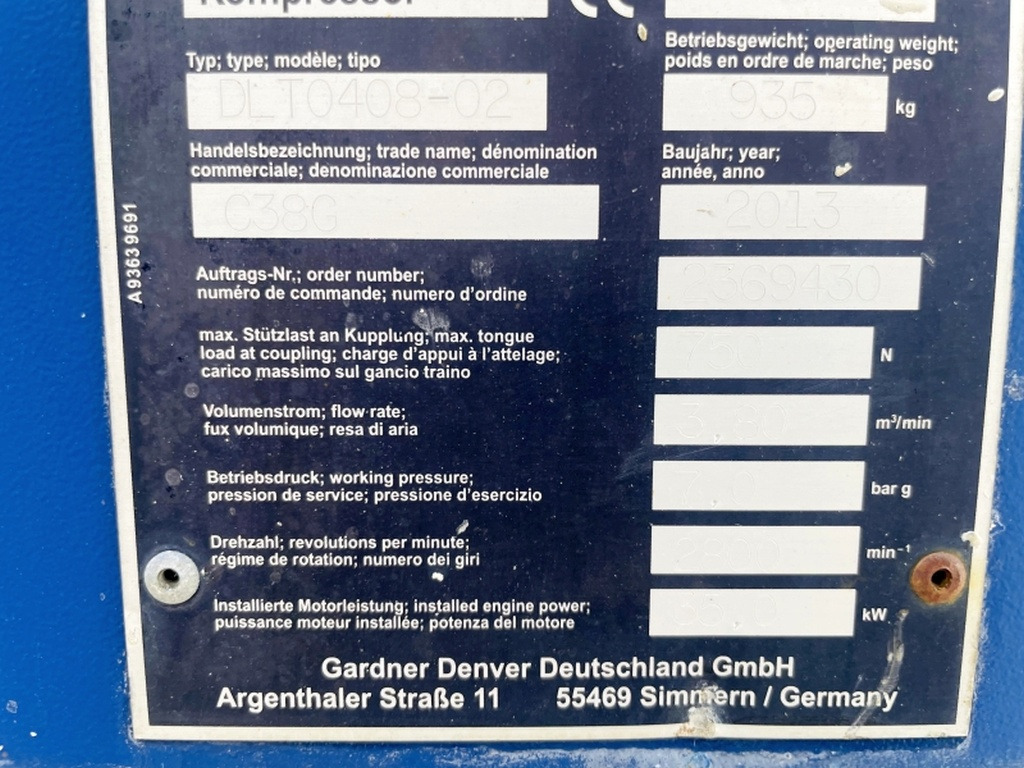 Kompressor CE
Typ; type; modèle; tipo
DLT0408-02
Betriebsgewicht; operating weight;
poids en ordre de marche; peso
935 kg
Handelsbezeichnung; trade name; dénomination
commerciale; denominazione commerciale
C38G
Baujahr; year;
année, anno
2013
A93639691
Auftrags-Nr.; order number;
numéro de commande; numero d'ordine
2369430
max. Stützlast an Kupplung; max. tongue
load at coupling; charge d'appui à l'attelage;
carico massimo sul gancio traino
N
Volumenstrom; flow rate;
fux volumique; resa di aria
m³/min
Betriebsdruck; working pressure;
pression de service; pressione d'esercizio
bar g
Drehzahl; revolutions per minute;
régime de rotation; numero dei giri
min⁻¹
Installierte Motorleistung; installed engine power;
puissance moteur installée; potenza del motore
kW
Gardner Denver Deutschland GmbH
Argenthaler Straße 11 55469 Simmern / Germany